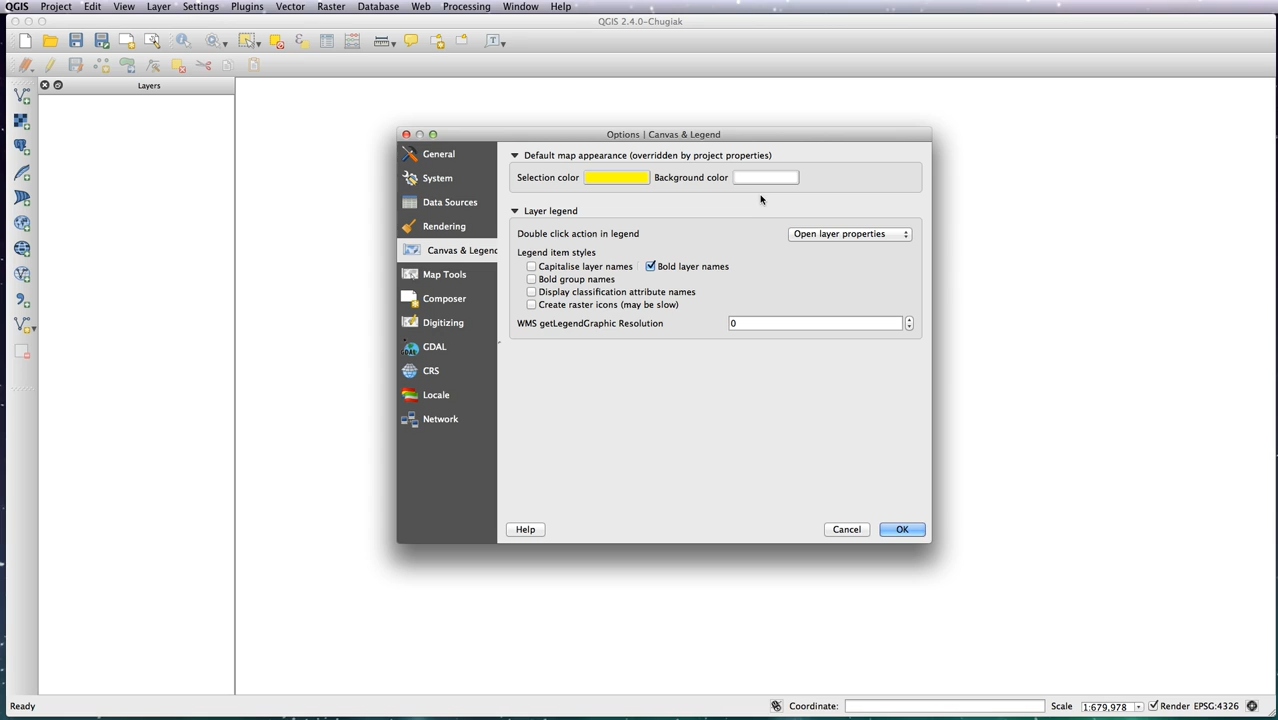 QGIS Project Edit View Layer Settings Plugins Vector Raster Database Web Processing Window Help
QGIS 2.4.0-Chugiak
Layers
Options | Canvas & Legend
General
System
Data Sources
Rendering
Canvas & Legend
Map Tools
Composer
Digitizing
GDAL
CRS
Locale
Network
Default map appearance (overridden by project properties)
Selection color Background color
Layer legend
Double click action in legend Open layer properties
Legend item styles
Capitalise layer names Bold layer names
Bold group names
Display classification attribute names
Create raster icons (may be slow)
WMS getLegendGraphic Resolution 0
Help Cancel OK
Ready Coordinate: Scale 1:679,978 Render EPSG:4326